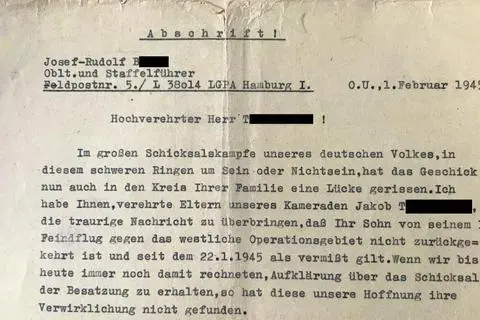 A b s c h r i f t !
Josef-Rudolf B
Oblt.und Staffelführer
Feldpostnr. 5./ L 38o14 LGPA Hamburg I.
O.U.,1.Februar 1945
Hochverehrter Herr T !
Im großen Schicksalskampfe unseres deutschen Volkes,in
diesem schweren Ringen um Sein oder Nichtsein,hat das Geschick
nun auch in den Kreis Ihrer Familie eine Lücke gerissen.Ich
habe Ihnen,verehrte Eltern unseres Kameraden Jakob T ,
die traurige Nachricht zu überbringen,daß Ihr Sohn von seinem
Feindflug gegen das westliche Operationsgebiet nicht zurückge=
kehrt ist und seit dem 22.1.1945 als vermißt gilt.Wenn wir bis
heute immer noch damit rechneten,Aufklärung über das Schicksal
der Besatzung zu erhalten,so hat diese unsere Hoffnung ihre
Verwirklichung nicht gefunden.